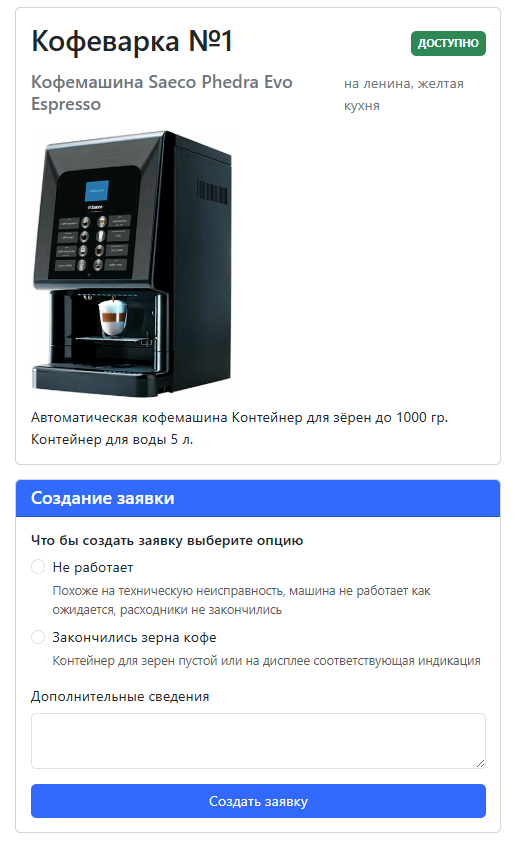 Кофеварка №1
ДОСТУПНО
Кофемашина Saeco Phedra Evo
Espresso
на ленина, желтая
кухня
Saeco
Автоматическая кофемашина Контейнер для зёрен до 1000 гр.
Контейнер для воды 5 л.
Создание заявки
Что бы создать заявку выберите опцию
Не работает
Похоже на техническую неисправность, машина не работает как
ожидается, расходники не закончились
Закончились зерна кофе
Контейнер для зерен пустой или на дисплее соответствующая индикация
Дополнительные сведения
Создать заявку